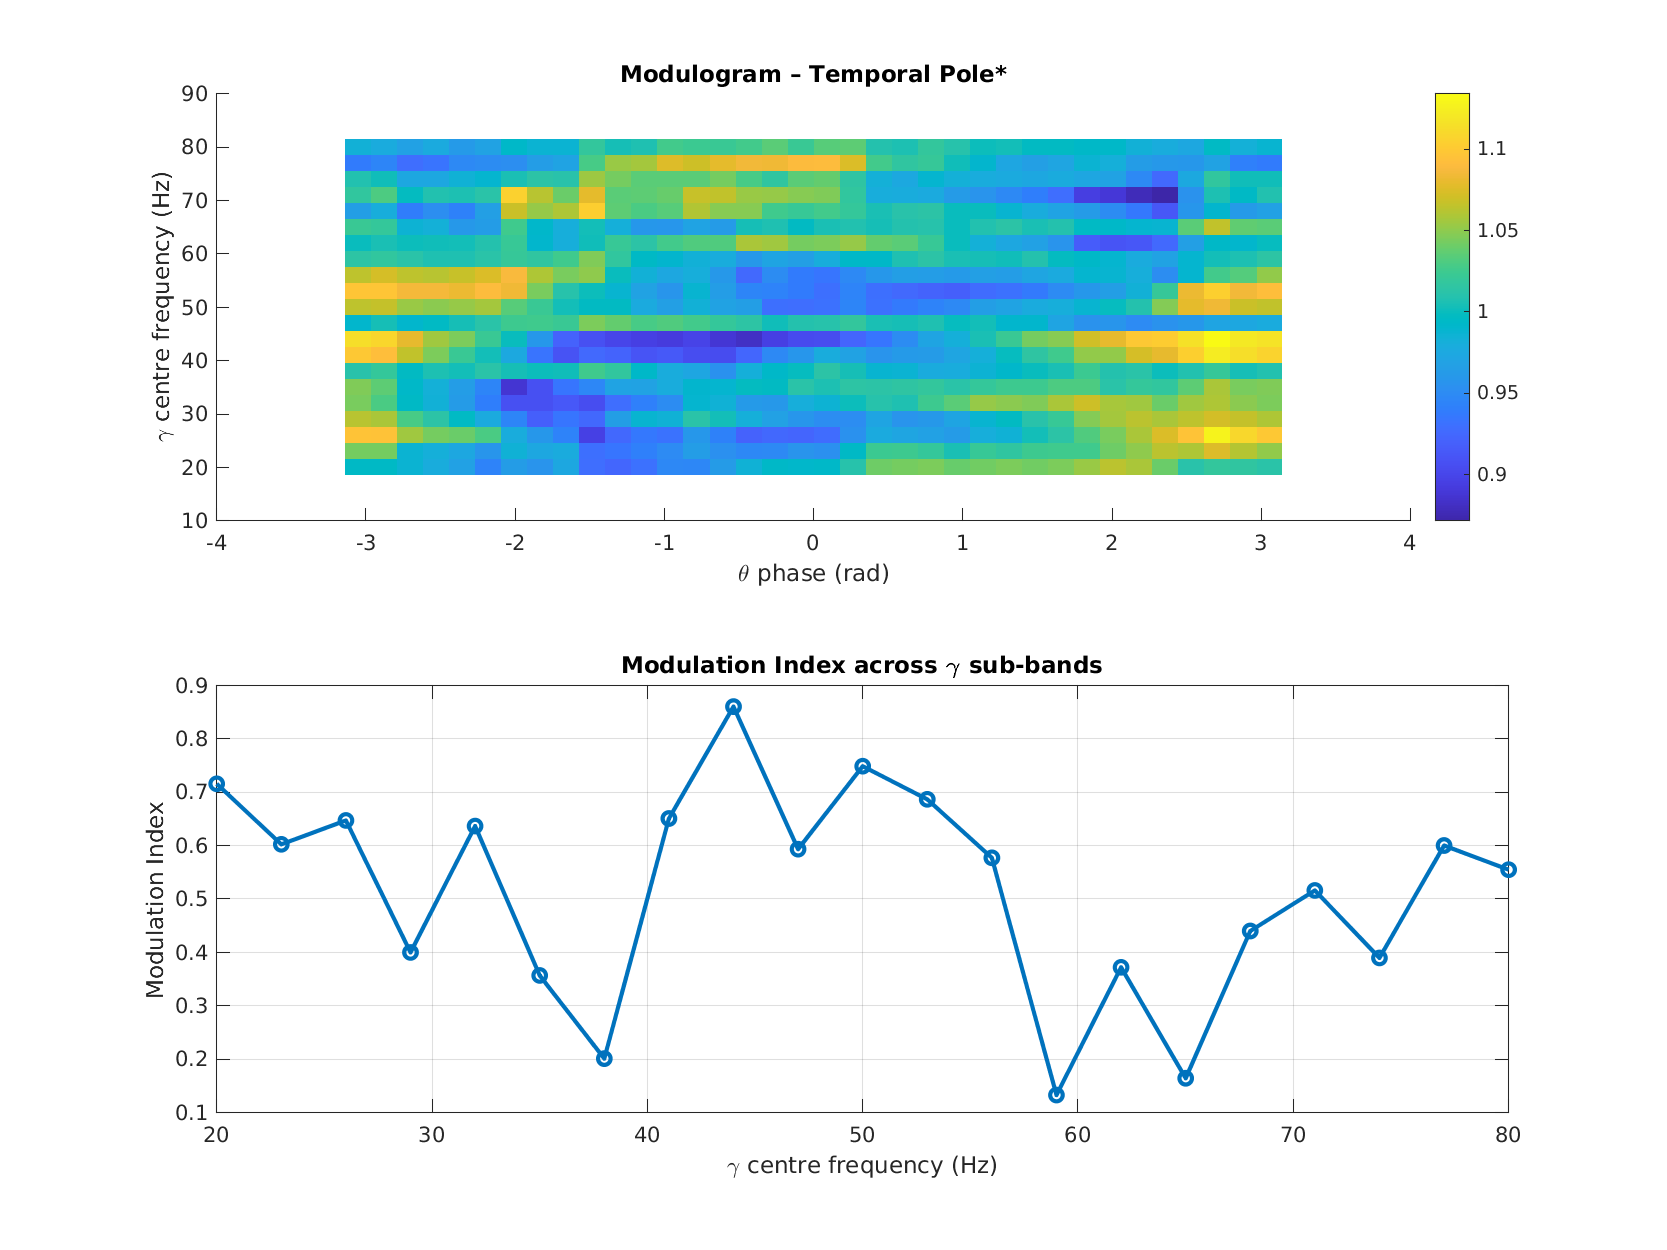 Modulogram – Temporal Pole*
γ centre frequency (Hz)
90
80
70
60
50
40
30
20
10
-4 -3 -2 -1 0 1 2 3 4
θ phase (rad)
1.1
1.05
1
0.95
0.9
Modulation Index across γ sub-bands
Modulation Index
0.9
0.8
0.7
0.6
0.5
0.4
0.3
0.2
0.1
20 30 40 50 60 70 80
γ centre frequency (Hz)